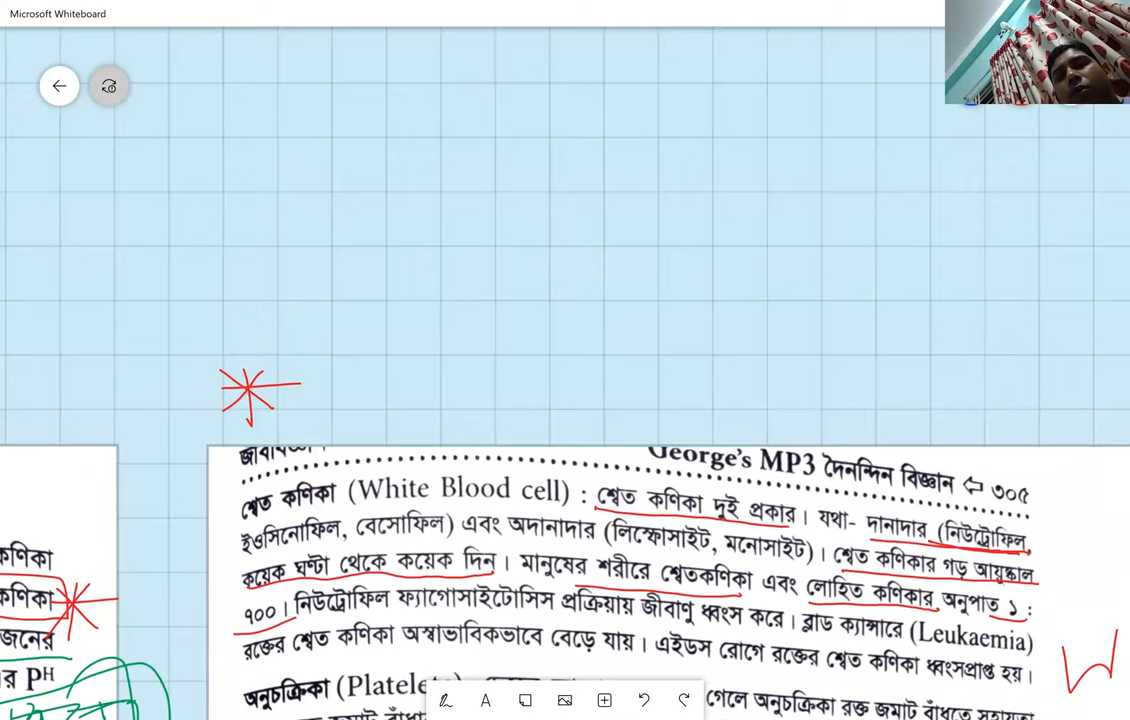 Microsoft Whiteboard
George's MP3 দৈনন্দিন বিজ্ঞান ⇦ ৩০৫
শ্বেত কণিকা (White Blood cell) : শ্বেত কণিকা দুই প্রকার। যথা- দানাদার (নিউট্রোফিল,
ইওসিনোফিল, বেসোফিল) এবং অদানাদার (লিম্ফোসাইট, মনোসাইট)। শ্বেত কণিকার গড় আয়ুষ্কাল
কয়েক ঘণ্টা থেকে কয়েক দিন। মানুষের শরীরে শ্বেতকণিকা এবং লোহিত কণিকার অনুপাত ১ :
৭০০। নিউট্রোফিল ফ্যাগোসাইটোসিস প্রক্রিয়ায় জীবাণু ধ্বংস করে। ব্লাড ক্যান্সারে (Leukaemia)
রক্তের শ্বেত কণিকা অস্বাভাবিকভাবে বেড়ে যায়। এইডস রোগে রক্তের শ্বেত কণিকা ধ্বংসপ্রাপ্ত হয়।
অনুচক্রিকা গেলে অনুচক্রিকা রক্ত জমাট বাঁধতে
কণিকা
কণিকা
জনের
র PH
W